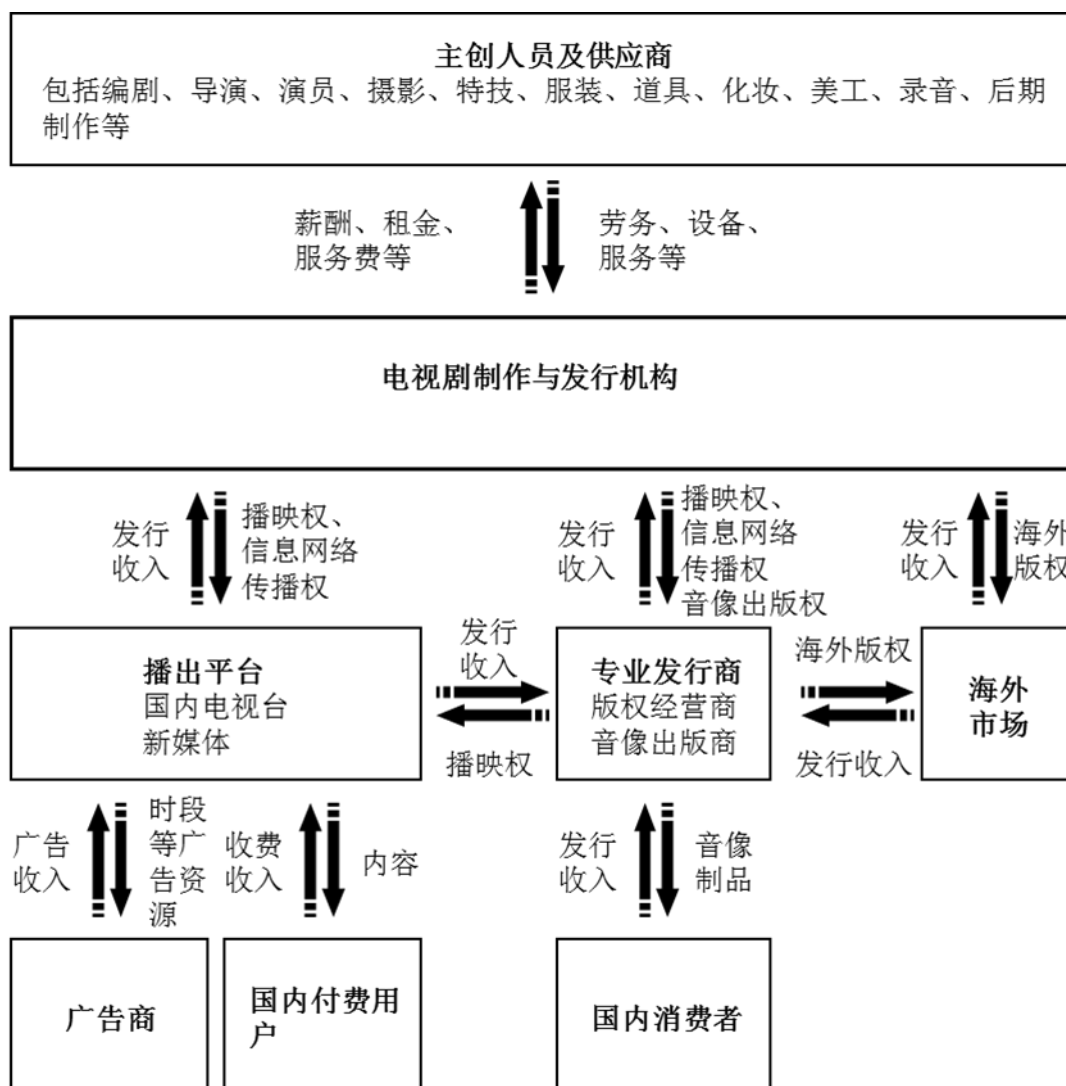 主创人员及供应商
包括编剧、导演、演员、摄影、特技、服装、道具、化妆、美工、录音、后期
制作等
薪酬、租金、
服务费等
劳务、设备、
服务等
电视剧制作与发行机构
发行
收入
播映权、
信息网络
传播权
发行
收入
播映权、
信息网络
传播权
音像出版权
发行
收入
海外
版权
播出平台
国内电视台
新媒体
发行
收入
播映权
专业发行商
版权经营商
音像出版商
海外版权
发行收入
海外
市场
广告
收入
时段
等广
告资
源
收费
收入
内容
发行
收入
音像
制品
广告商
国内付费用
户
国内消费者